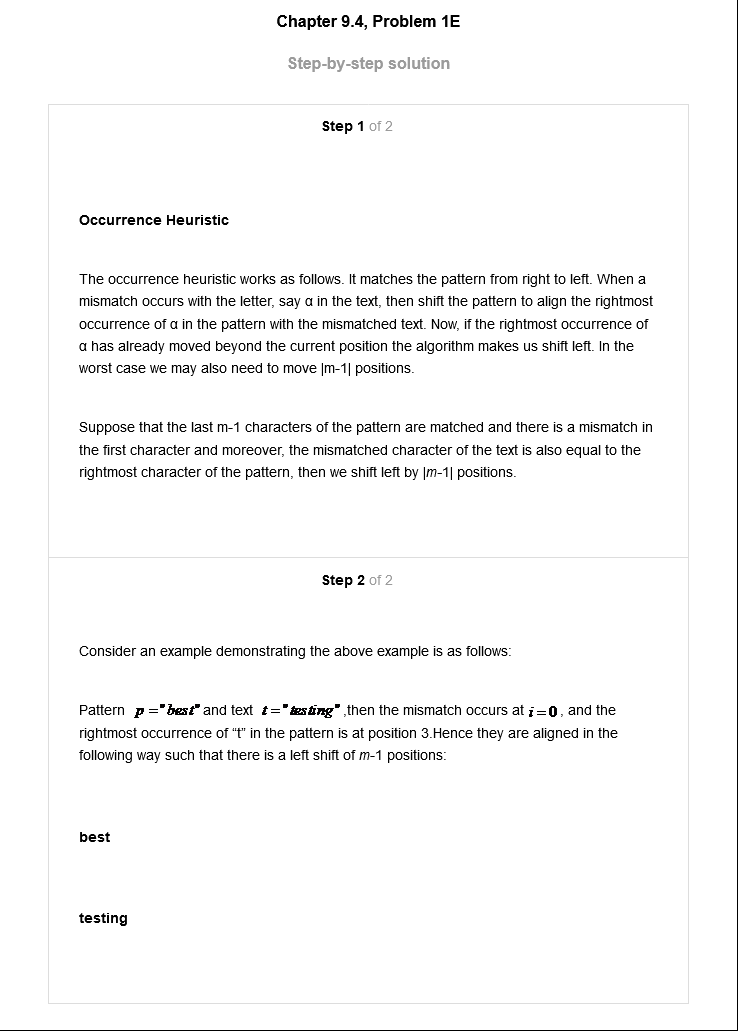 Chapter 9.4, Problem 1E
Step-by-step solution
Step 1 of 2
Occurrence Heuristic
The occurrence heuristic works as follows. It matches the pattern from right to left. When a
mismatch occurs with the letter, say α in the text, then shift the pattern to align the rightmost
occurrence of α in the pattern with the mismatched text. Now, if the rightmost occurrence of
α has already moved beyond the current position the algorithm makes us shift left. In the
worst case we may also need to move |m-1| positions.
Suppose that the last m-1 characters of the pattern are matched and there is a mismatch in
the first character and moreover, the mismatched character of the text is also equal to the
rightmost character of the pattern, then we shift left by |m-1| positions.
Step 2 of 2
Consider an example demonstrating the above example is as follows:
Pattern p="best" and text t="testing" ,then the mismatch occurs at i=0, and the
rightmost occurrence of “t” in the pattern is at position 3.Hence they are aligned in the
following way such that there is a left shift of m-1 positions:
best
testing